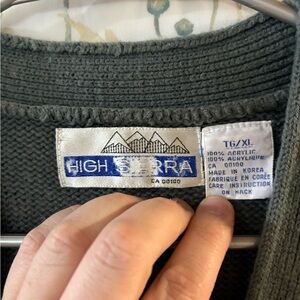 HIGH SIERRA
CA 00100
TG/XL
100% ACRYLIC
100% ACRYLIQUE
CA 00100
MADE IN KOREA
FABRIQUE EN COREE
CARE INSTRUCTION
ON BACK